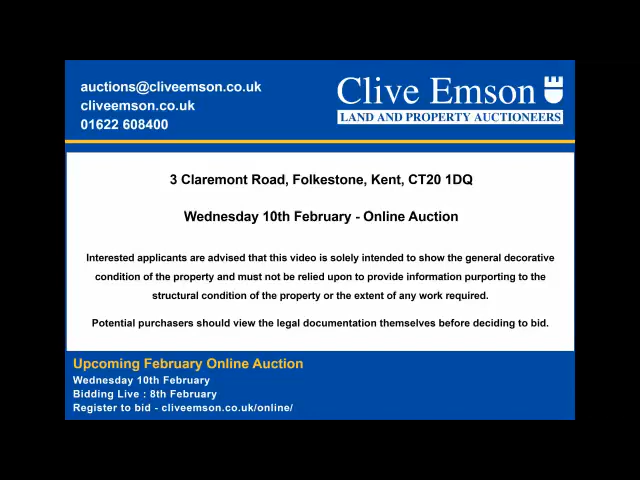 auctions@cliveemson.co.uk
cliveemson.co.uk
01622 608400
Clive Emson
LAND AND PROPERTY AUCTIONEERS
3 Claremont Road, Folkestone, Kent, CT20 1DQ
Wednesday 10th February - Online Auction
Interested applicants are advised that this video is solely intended to show the general decorative
condition of the property and must not be relied upon to provide information purporting to the
structural condition of the property or the extent of any work required.
Potential purchasers should view the legal documentation themselves before deciding to bid.
Upcoming February Online Auction
Wednesday 10th February
Bidding Live : 8th February
Register to bid - cliveemson.co.uk/online/